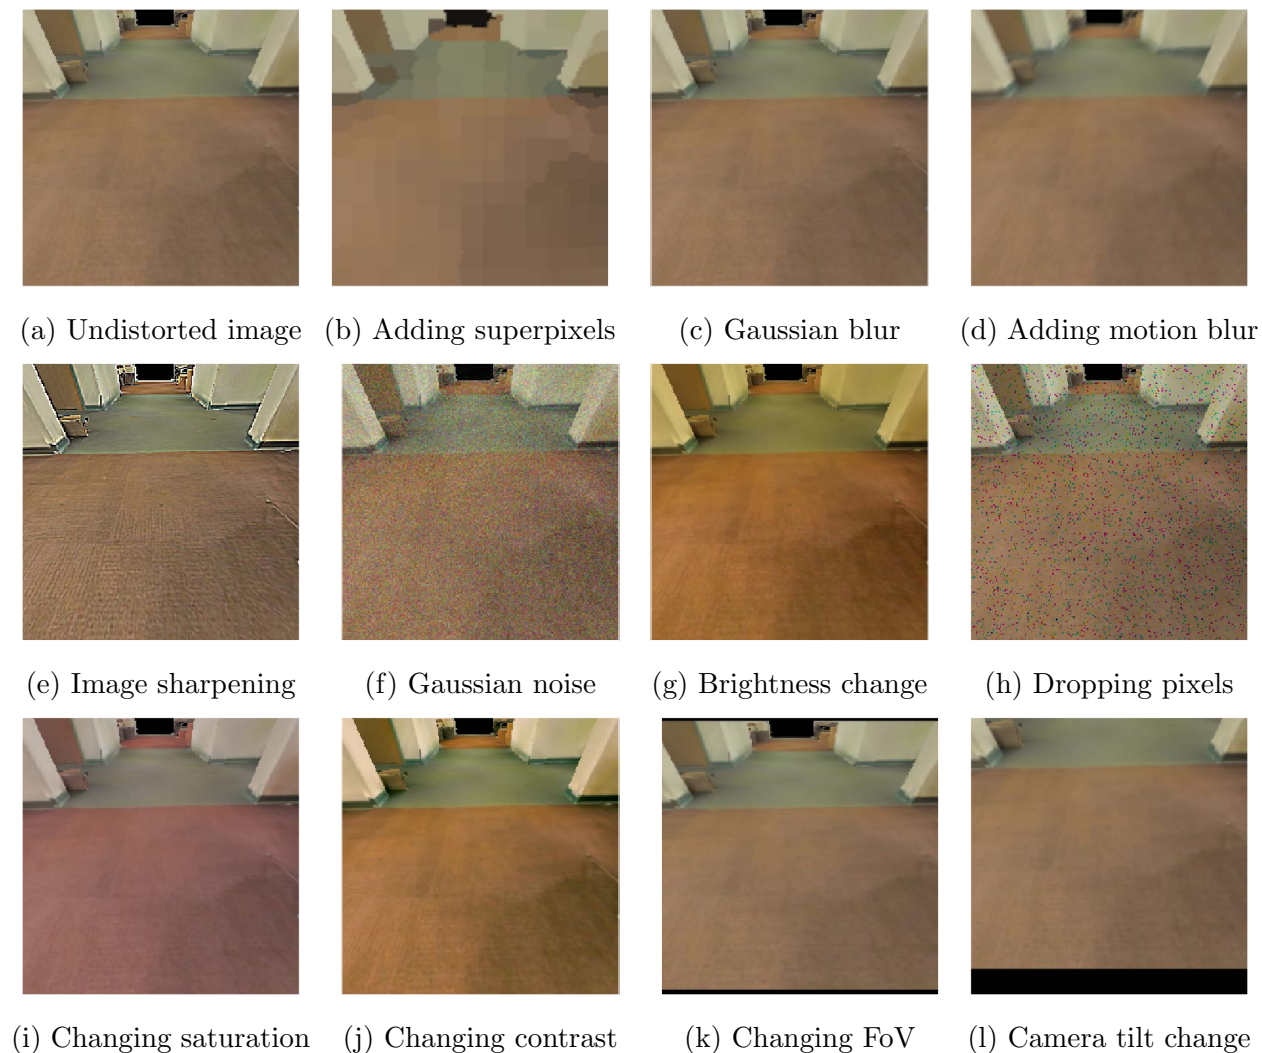 (a) Undistorted image (b) Adding superpixels (c) Gaussian blur (d) Adding motion blur
(e) Image sharpening (f) Gaussian noise (g) Brightness change (h) Dropping pixels
(i) Changing saturation (j) Changing contrast (k) Changing FoV (l) Camera tilt change